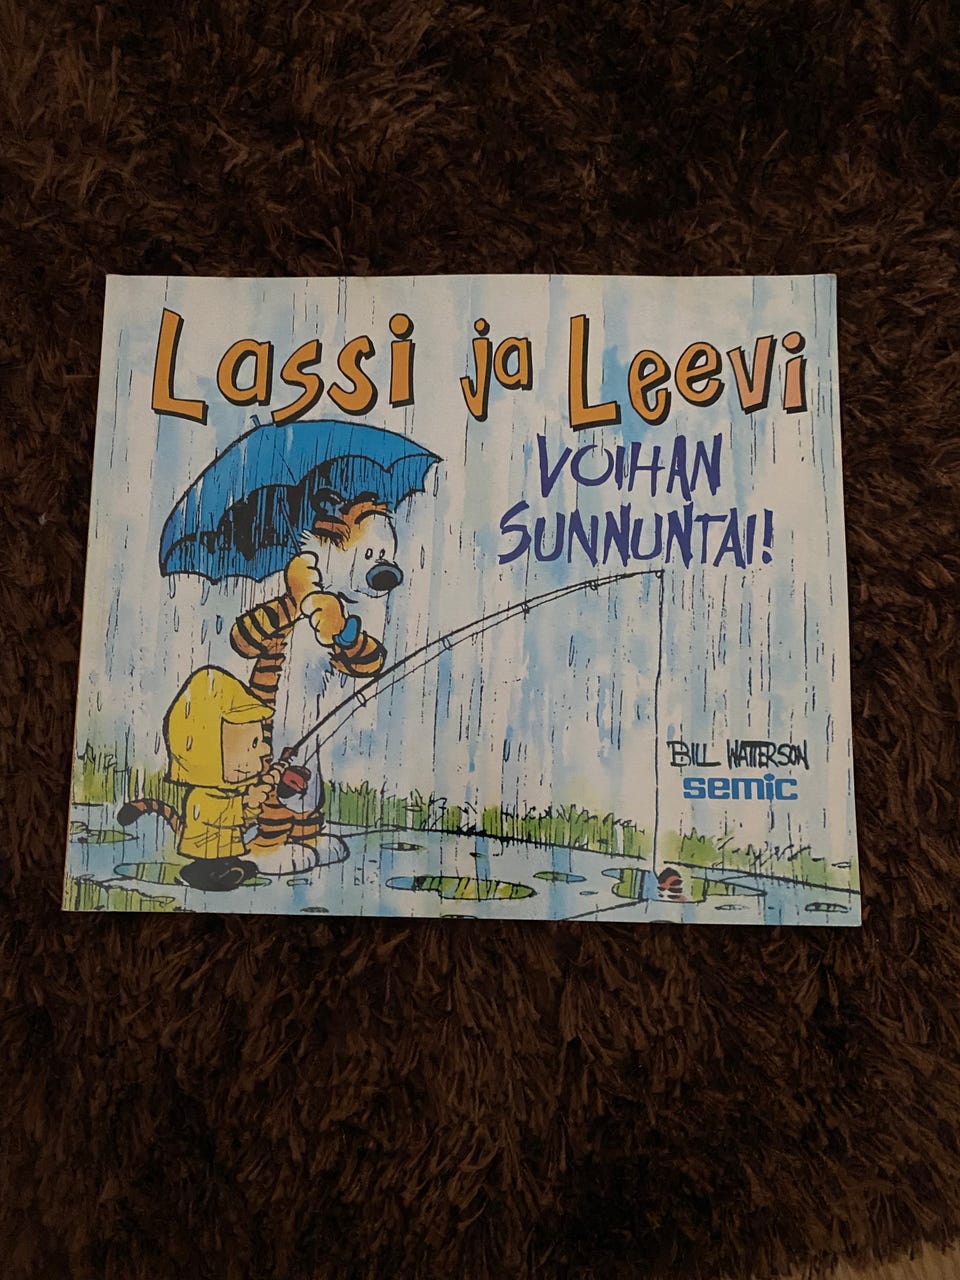 Lassi ja Leevi
VOIHAN
SUNNUNTAI!
BILL WATTERSON
semic